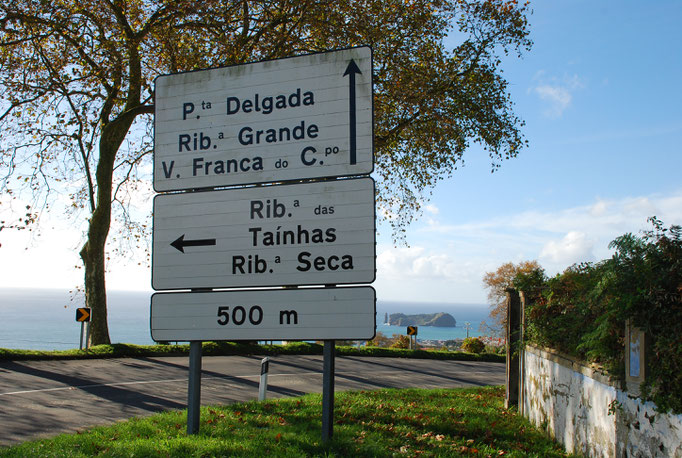 P.ta Delgada
Rib.a Grande
V. Franca do C.po
Rib.a das
Taínhas
Rib.a Seca
500 m